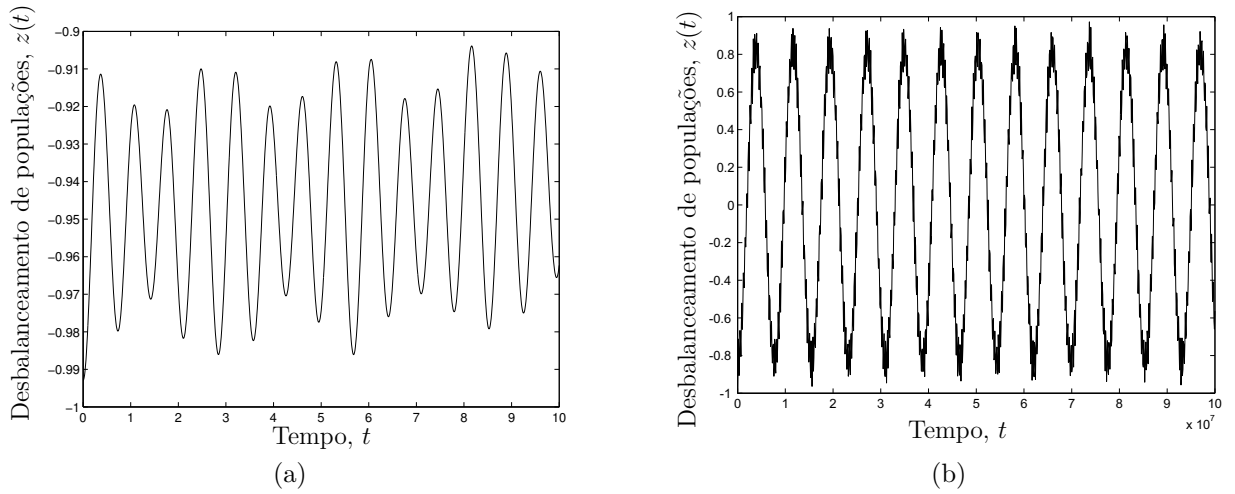 Desbalanceamento de populações, z(t)
−0.9
−0.91
−0.92
−0.93
−0.94
−0.95
−0.96
−0.97
−0.98
−0.99
−1
0 1 2 3 4 5 6 7 8 9 10
Tempo, t
(a)
Desbalanceamento de populações, z(t)
1
0.8
0.6
0.4
0.2
0
−0.2
−0.4
−0.6
−0.8
−1
0 1 2 3 4 5 6 7 8 9 10
x 10^7
Tempo, t
(b)